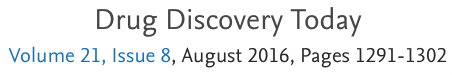 Drug Discovery Today
Volume 21, Issue 8, August 2016, Pages 1291-1302